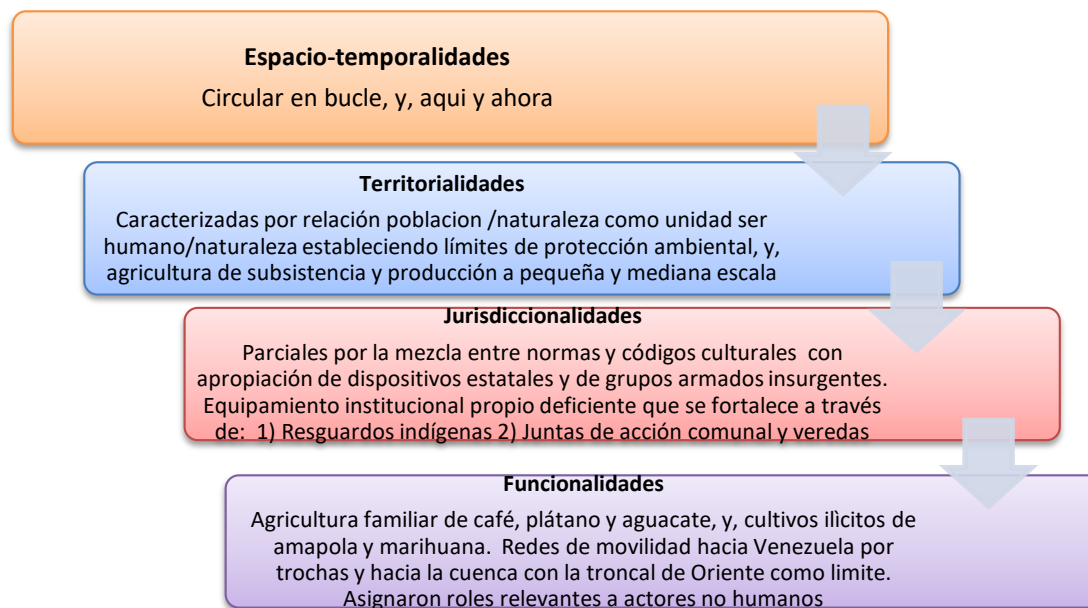 Espacio-temporalidades
Circular en bucle, y, aqui y ahora
Territorialidades
Caracterizadas por relación poblacion /naturaleza como unidad ser
humano/naturaleza estableciendo límites de protección ambiental, y,
agricultura de subsistencia y producción a pequeña y mediana escala
Jurisdiccionalidades
Parciales por la mezcla entre normas y códigos culturales con
apropiación de dispositivos estatales y de grupos armados insurgentes.
Equipamiento institucional propio deficiente que se fortalece a través
de: 1) Resguardos indígenas 2) Juntas de acción comunal y veredas
Funcionalidades
Agricultura familiar de café, plátano y aguacate, y, cultivos ilìcitos de
amapola y marihuana. Redes de movilidad hacia Venezuela por
trochas y hacia la cuenca con la troncal de Oriente como limite.
Asignaron roles relevantes a actores no humanos